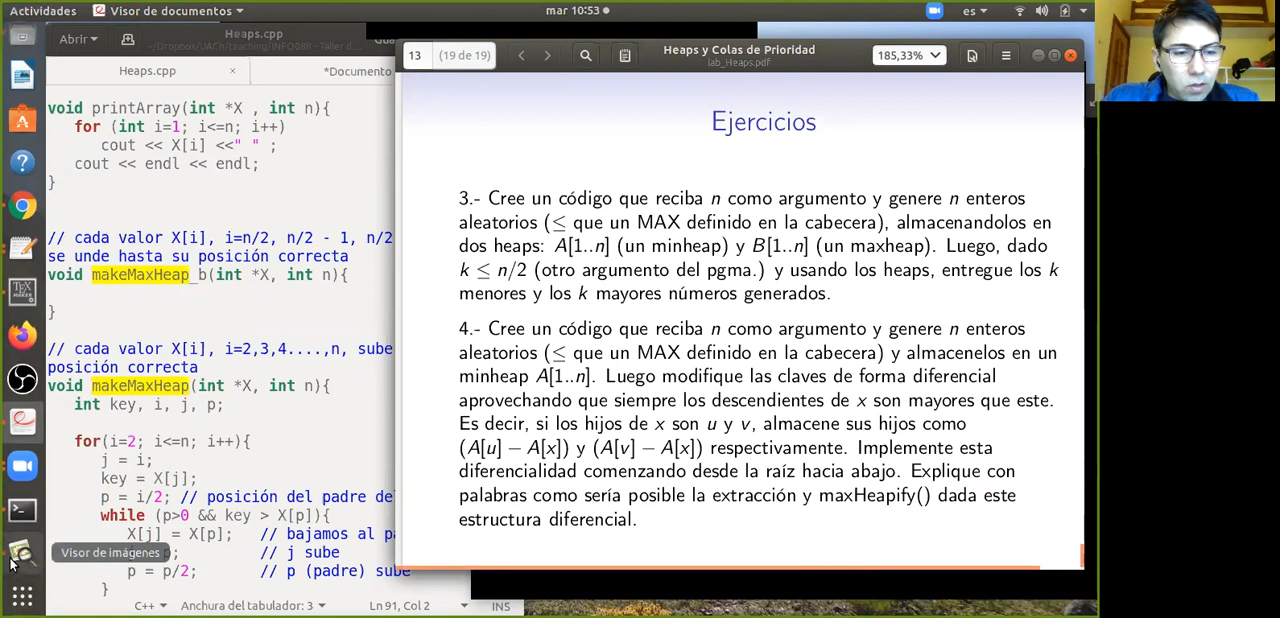 Actividades
Visor de documentos
mar 10:53
es
Abrir
Heaps.cpp
~/Dropbox/UACh/teaching/INFO088 - Taller d...
Heaps.cpp
*Documento
void printArray(int *X , int n){
for (int i=1; i<=n; i++)
cout << X[i] <<" " ;
cout << endl << endl;
}
// cada valor X[i], i=n/2, n/2 - 1, n/2
se unde hasta su posición correcta
void makeMaxHeap_b(int *X, int n){
}
// cada valor X[i], i=2,3,4....,n, sube
posición correcta
void makeMaxHeap(int *X, int n){
int key, i, j, p;
for(i=2; i<=n; i++){
j = i;
key = X[j];
p = i/2; // posición del padre de
while (p>0 && key > X[p]){
X[j] = X[p]; // bajamos al pa
p; // j sube
p = p/2; // p (padre) sube
}
Visor de imágenes
C++
Anchura del tabulador: 3
Ln 91, Col 2
INS
13
(19 de 19)
Heaps y Colas de Prioridad
lab_Heaps.pdf
185,33%
Ejercicios
3.- Cree un código que reciba n como argumento y genere n enteros
aleatorios (≤ que un MAX definido en la cabecera), almacenandolos en
dos heaps: A[1..n] (un minheap) y B[1..n] (un maxheap). Luego, dado
k ≤ n/2 (otro argumento del pgma.) y usando los heaps, entregue los k
menores y los k mayores números generados.
4.- Cree un código que reciba n como argumento y genere n enteros
aleatorios (≤ que un MAX definido en la cabecera) y almacenelos en un
minheap A[1..n]. Luego modifique las claves de forma diferencial
aprovechando que siempre los descendientes de x son mayores que este.
Es decir, si los hijos de x son u y v, almacene sus hijos como
(A[u] − A[x]) y (A[v] − A[x]) respectivamente. Implemente esta
diferencialidad comenzando desde la raíz hacia abajo. Explique con
palabras como sería posible la extracción y maxHeapify() dada este
estructura diferencial.